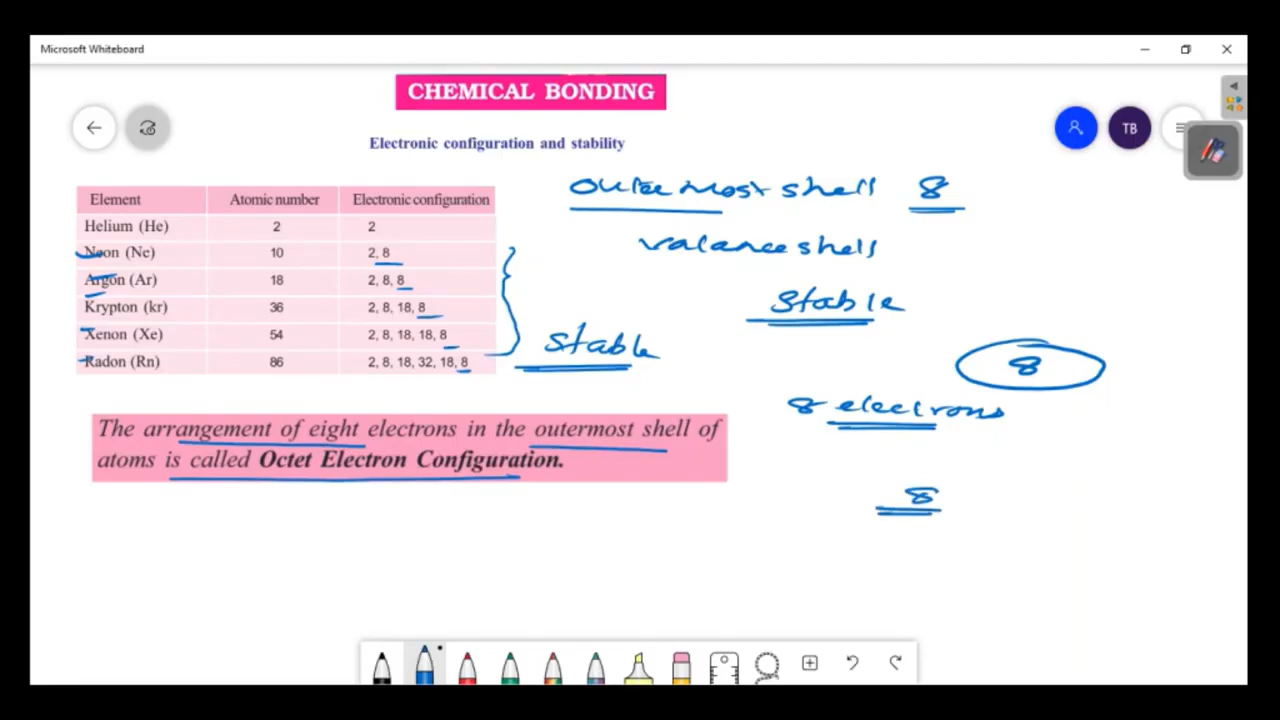 Microsoft Whiteboard
CHEMICAL BONDING
Electronic configuration and stability
TB
Element Atomic number Electronic configuration
Helium (He) 2 2
Neon (Ne) 10 2, 8
Argon (Ar) 18 2, 8, 8
Krypton (kr) 36 2, 8, 18, 8
Xenon (Xe) 54 2, 8, 18, 18, 8
Radon (Rn) 86 2, 8, 18, 32, 18, 8
outer most shell 8
valance shell
stable
stable
8
8 electrons
8
The arrangement of eight electrons in the outermost shell of
atoms is called Octet Electron Configuration.